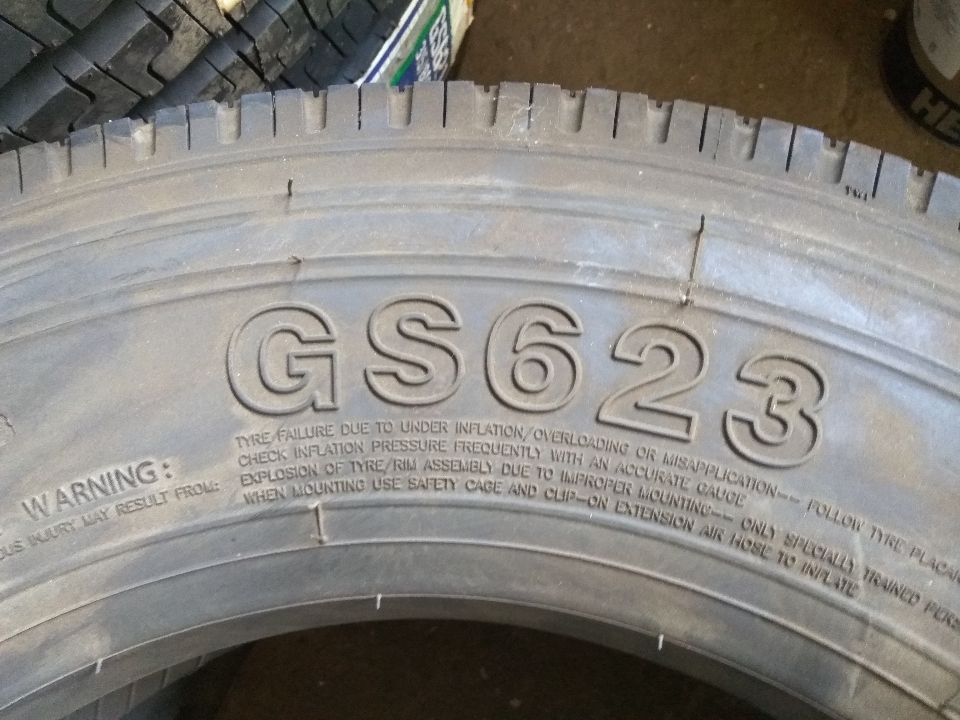 GS623
WARNING:
INJURY MAY RESULT FROM:
TYRE FAILURE DUE TO UNDER INFLATION/OVERLOADING OR MISAPPLICATION-- FOLLOW TYRE
CHECK INFLATION PRESSURE FREQUENTLY WITH AN ACCURATE GAUGE
EXPLOSION OF TYRE/RIM ASSEMBLY DUE TO IMPROPER MOUNTING-- ONLY SPECIALLY TRAINED
WHEN MOUNTING USE SAFETY CAGE AND CLIP-ON EXTENSION AIR HOSE TO INFLATE